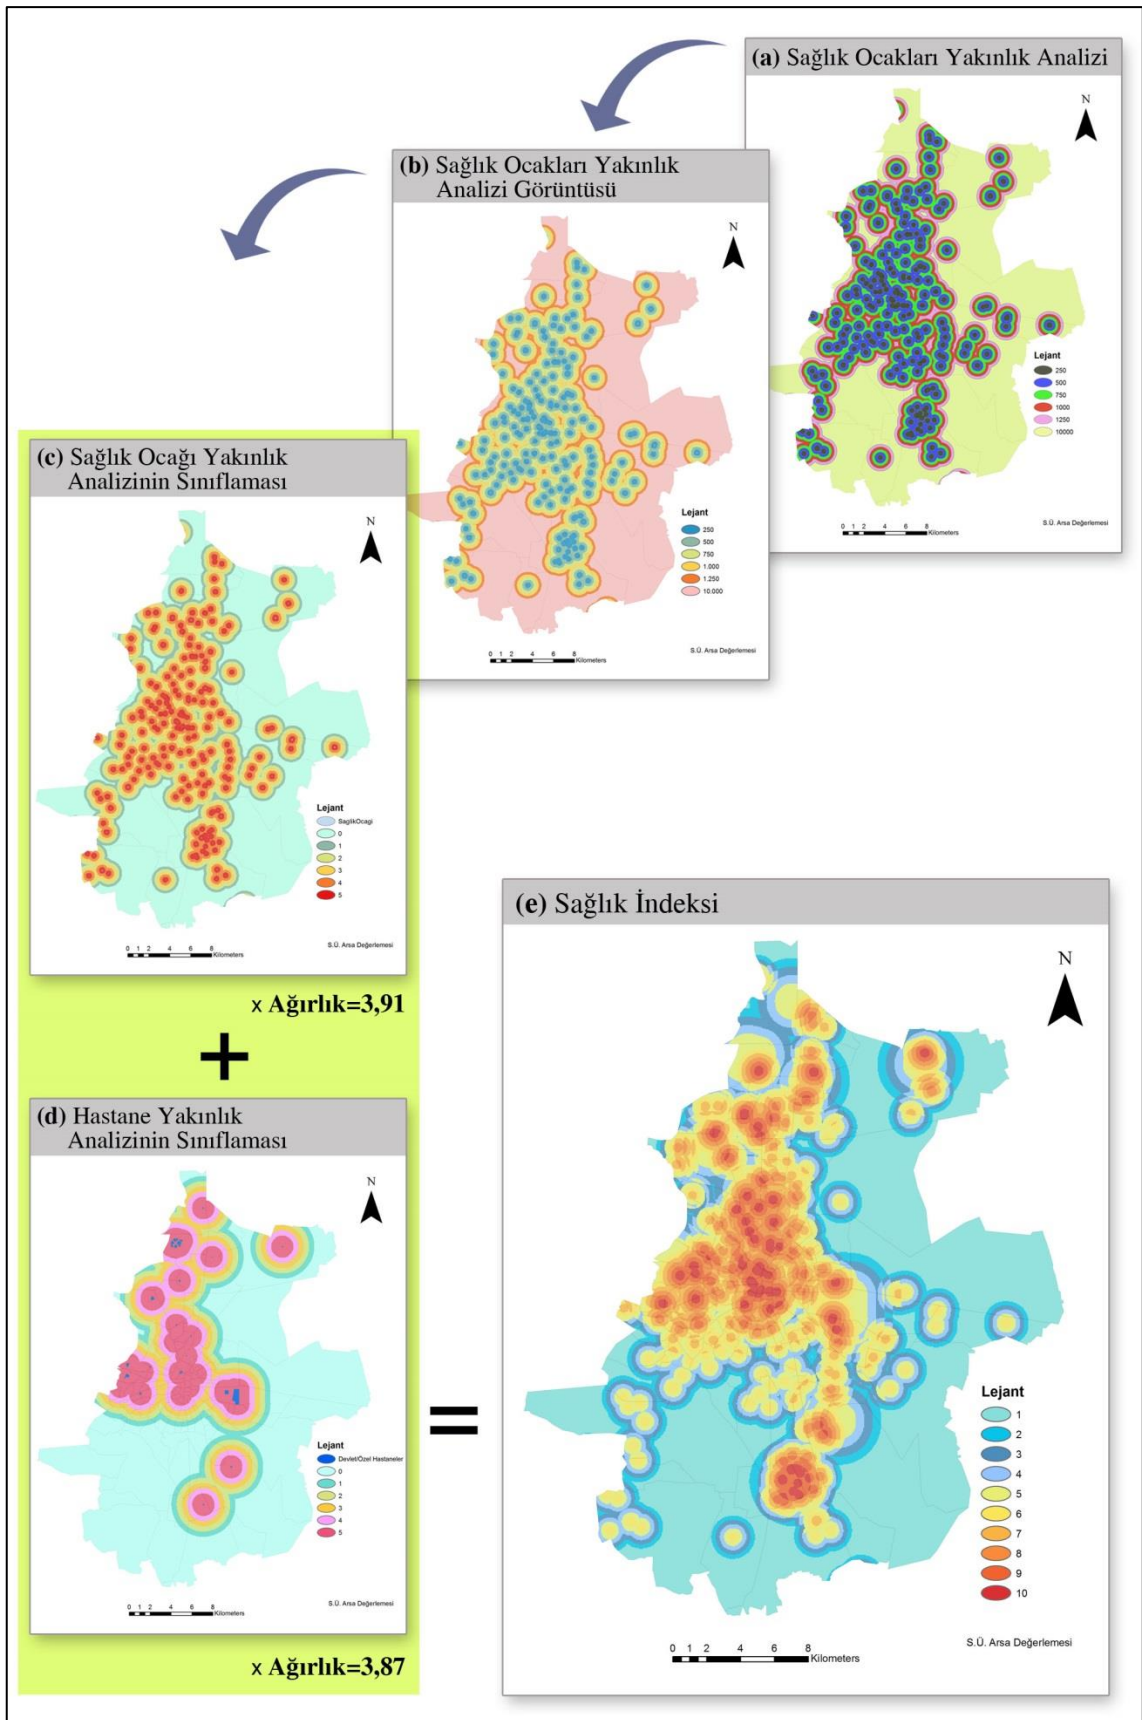 (a) Sağlık Ocakları Yakınlık Analizi
N
Lejant
250
500
750
1000
1250
10000
0 1 2 4 6 8
Kilometers
S.Ü. Arsa Değerlemesi
(b) Sağlık Ocakları Yakınlık
Analizi Görüntüsü
N
Lejant
250
500
750
1.000
1.250
10.000
0 1 2 4 6 8
Kilometers
S.Ü. Arsa Değerlemesi
(c) Sağlık Ocağı Yakınlık
Analizinin Sınıflaması
N
Lejant
SaglikOcagi
0
1
2
3
4
5
0 1 2 4 6 8
Kilometers
S.Ü. Arsa Değerlemesi
x Ağırlık=3,91
+
(d) Hastane Yakınlık
Analizinin Sınıflaması
N
Lejant
Devlet/Özel Hastaneler
0
1
2
3
4
5
0 1 2 4 6 8
Kilometers
S.Ü. Arsa Değerlemesi
x Ağırlık=3,87
=
(e) Sağlık İndeksi
N
Lejant
1
2
3
4
5
6
7
8
9
10
0 1 2 4 6 8
Kilometers
S.Ü. Arsa Değerlemesi